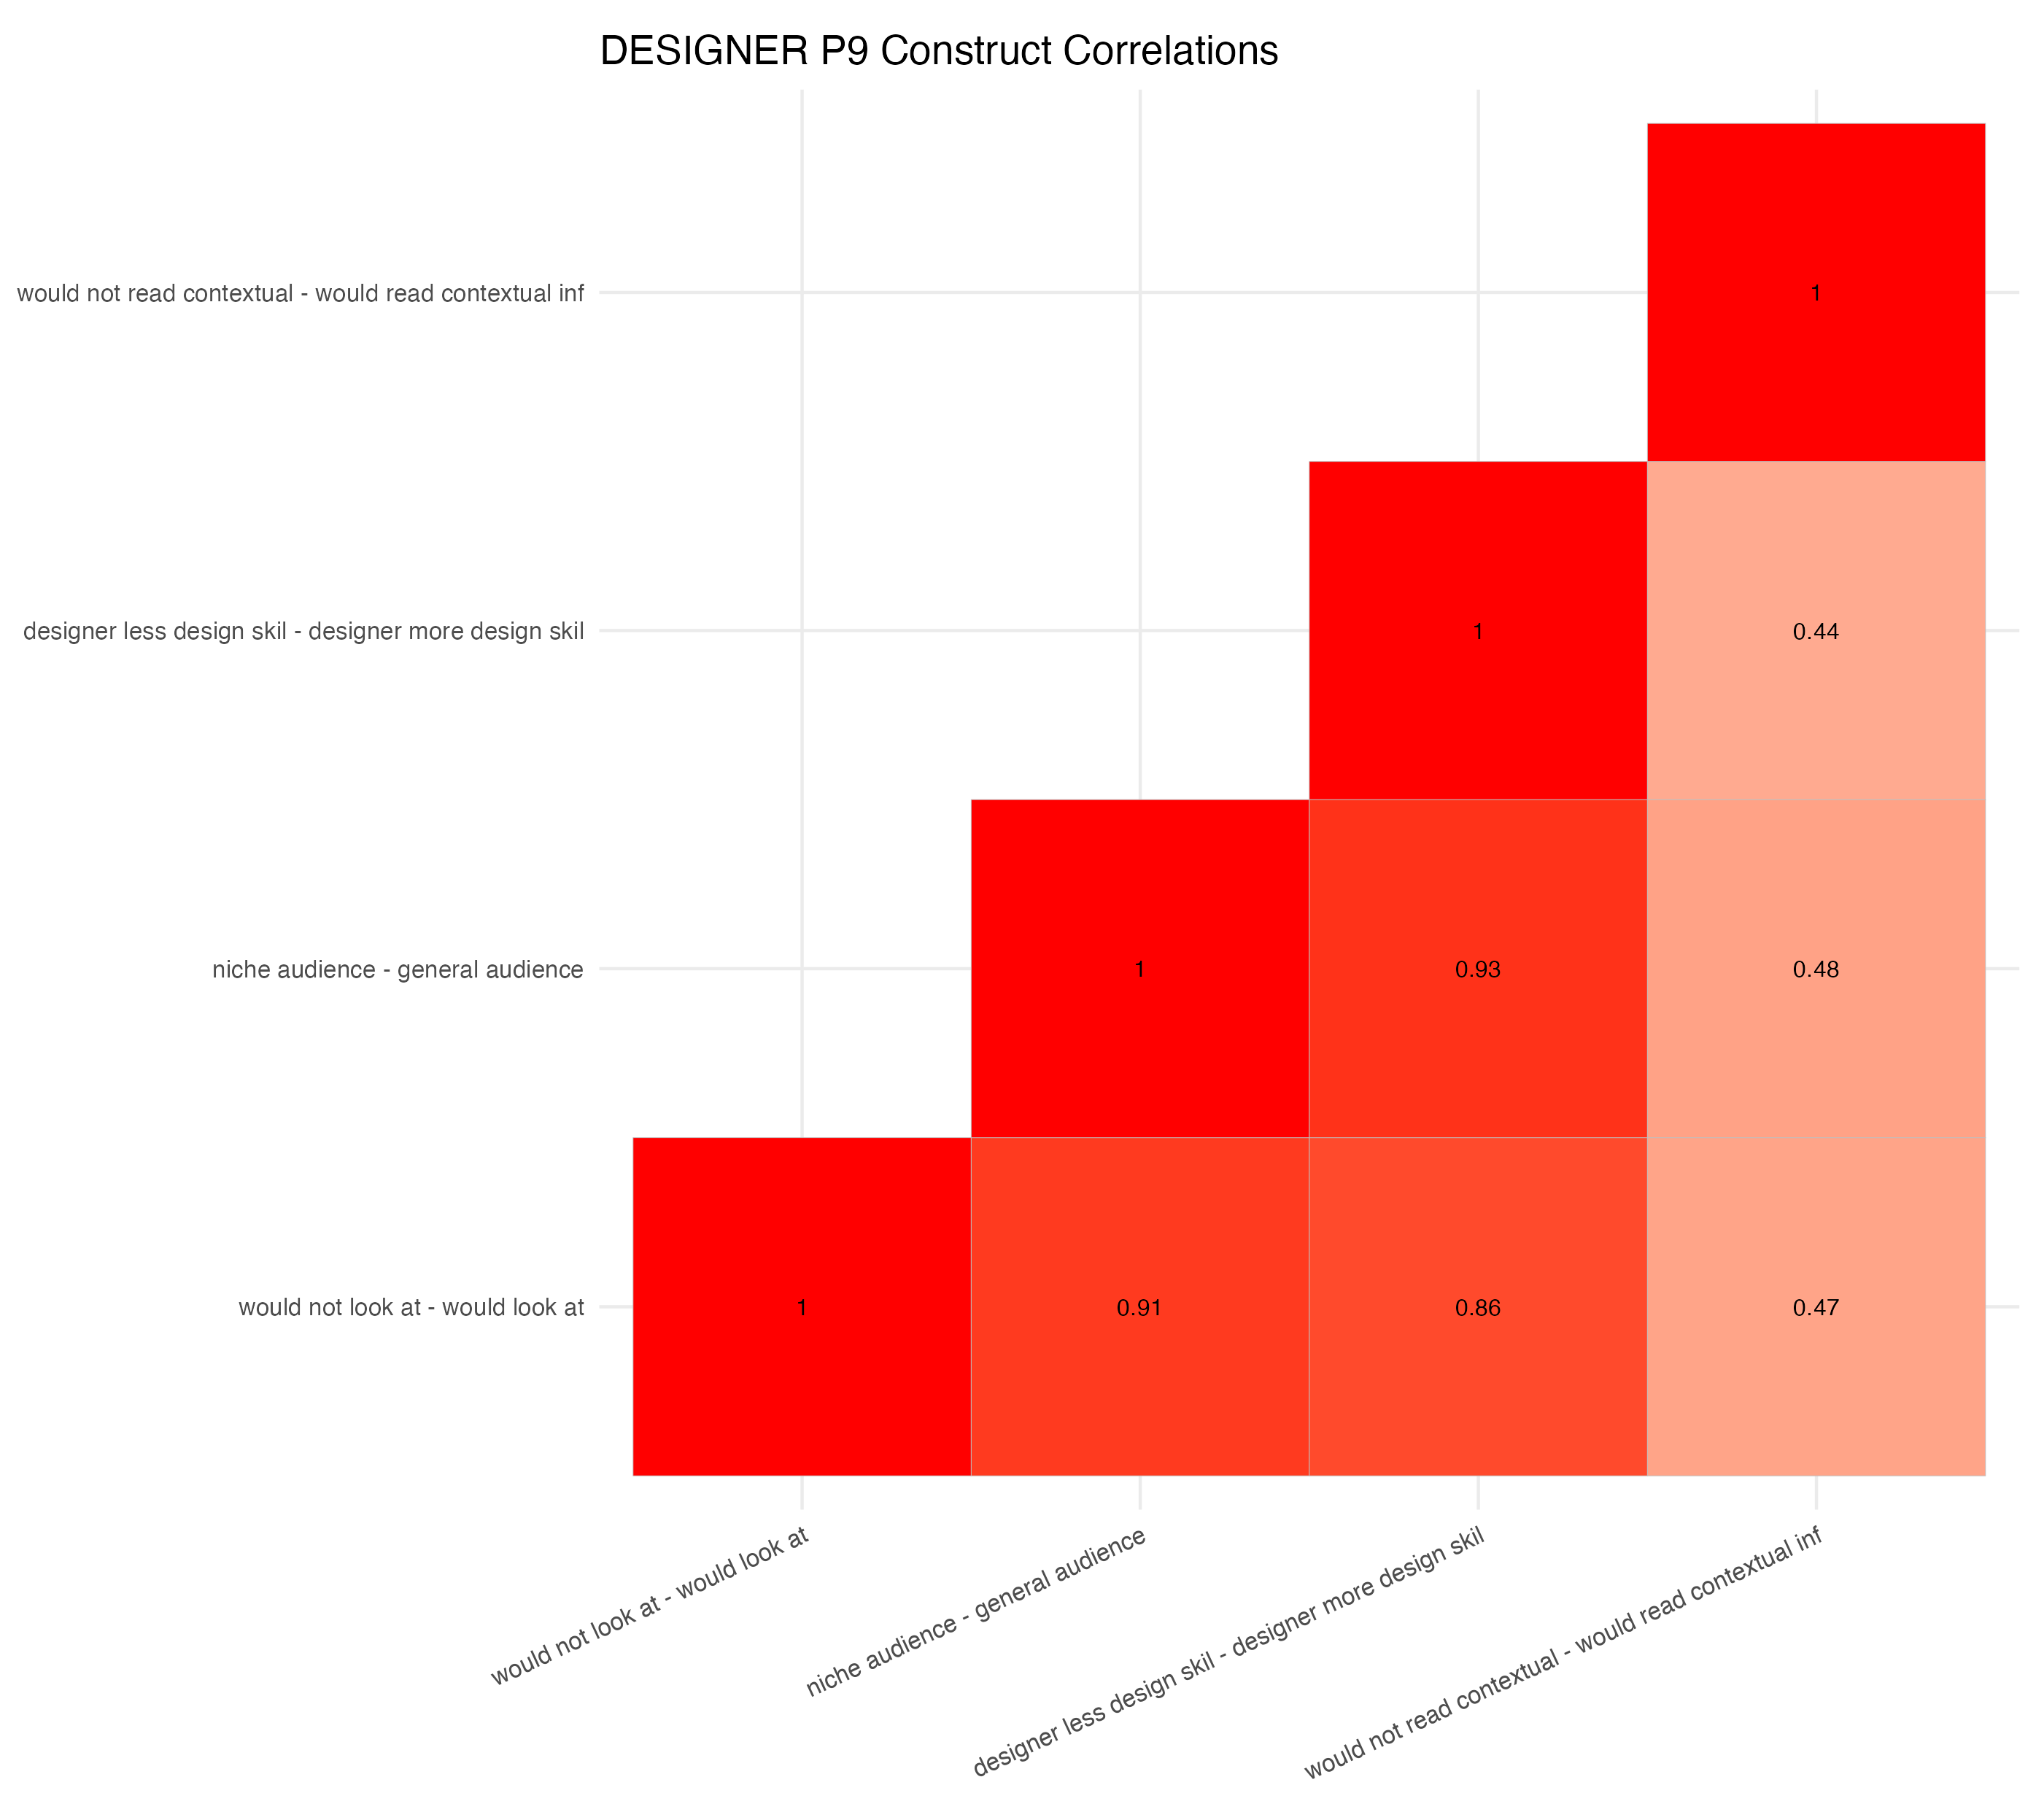 DESIGNER P9 Construct Correlations
would not read contextual - would read contextual inf
1
designer less design skil - designer more design skil
1
0.44
niche audience - general audience
1
0.93
0.48
would not look at - would look at
1
0.91
0.86
0.47
would not look at - would look at
niche audience - general audience
designer less design skil - designer more design skil
would not read contextual - would read contextual inf